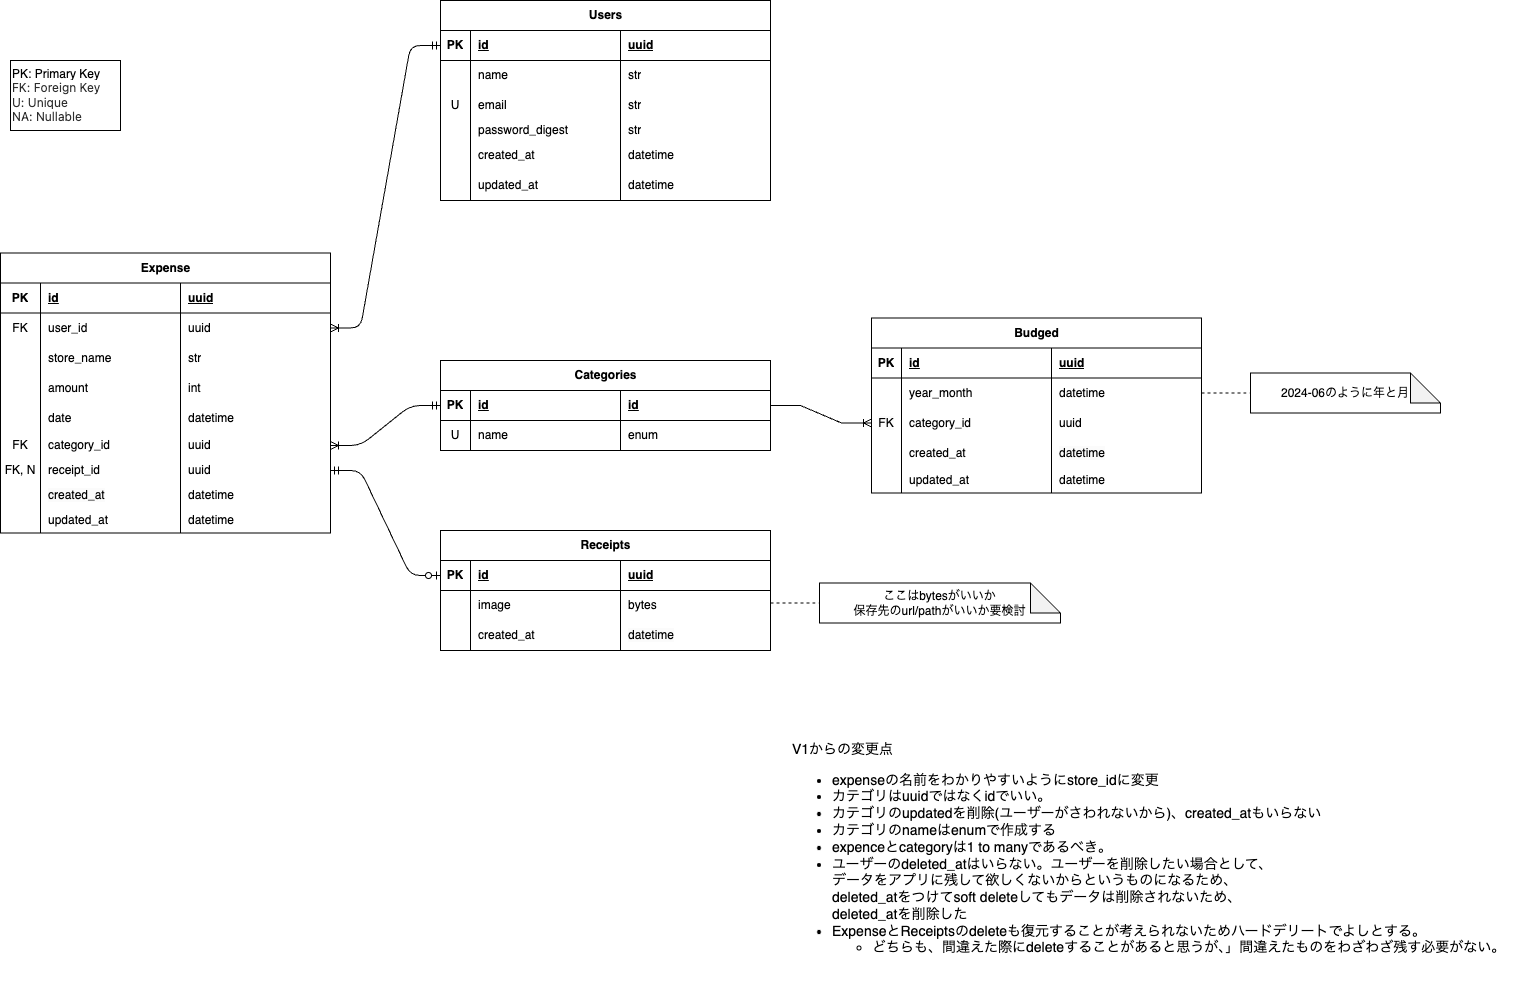 Users
PK id uuid
name str
U email str
password_digest str
created_at datetime
updated_at datetime
PK: Primary Key
FK: Foreign Key
U: Unique
NA: Nullable
Expense
PK id uuid
FK user_id uuid
store_name str
amount int
date datetime
FK category_id uuid
FK, N receipt_id uuid
created_at datetime
updated_at datetime
Categories
PK id id
U name enum
Budged
PK id uuid
year_month datetime
FK category_id uuid
created_at datetime
updated_at datetime
2024-06のように年と月
Receipts
PK id uuid
image bytes
created_at datetime
ここはbytesがいいか
保存先のurl/pathがいいか要検討
V1からの変更点
• expenseの名前をわかりやすいようにstore_idに変更
• カテゴリはuuidではなくidでいい。
• カテゴリのupdatedを削除(ユーザーがさわれないから)、created_atもいらない
• カテゴリのnameはenumで作成する
• expenceとcategoryは1 to manyであるべき。
• ユーザーのdeleted_atはいらない。ユーザーを削除したい場合として、
データをアプリに残して欲しくないからというものになるため、
deleted_atをつけてsoft deleteしてもデータは削除されないため、
deleted_atを削除した
• ExpenseとReceiptsのdeleteも復元することが考えられないためハードデリートでよしとする。
◦ どちらも、間違えた際にdeleteすることがあると思うが、」間違えたものをわざわざ残す必要がない。